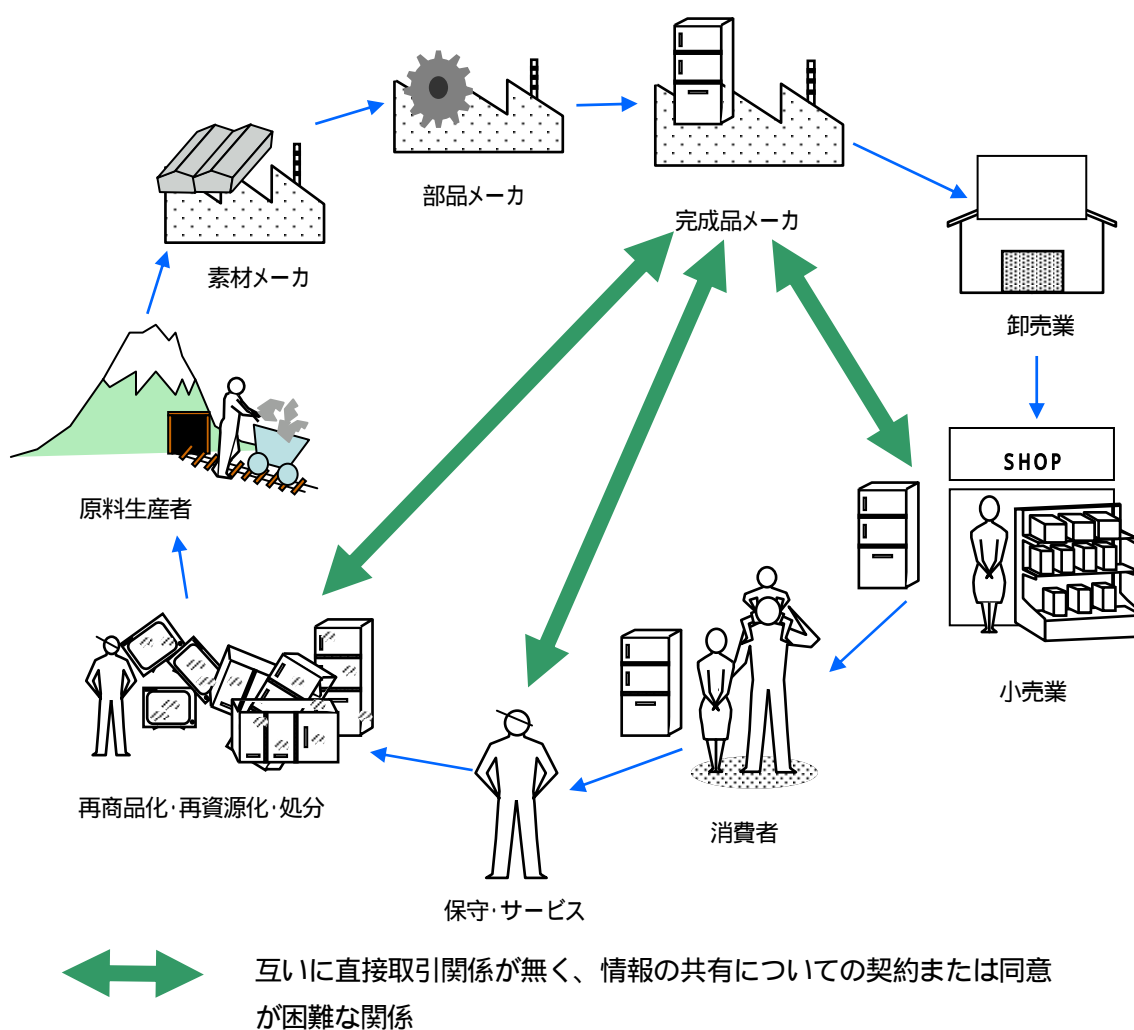 部品メーカ
完成品メーカ
素材メーカ
卸売業
SHOP
原料生産者
小売業
再商品化･再資源化･処分
消費者
保守･サービス
互いに直接取引関係が無く、情報の共有についての契約または同意
が困難な関係